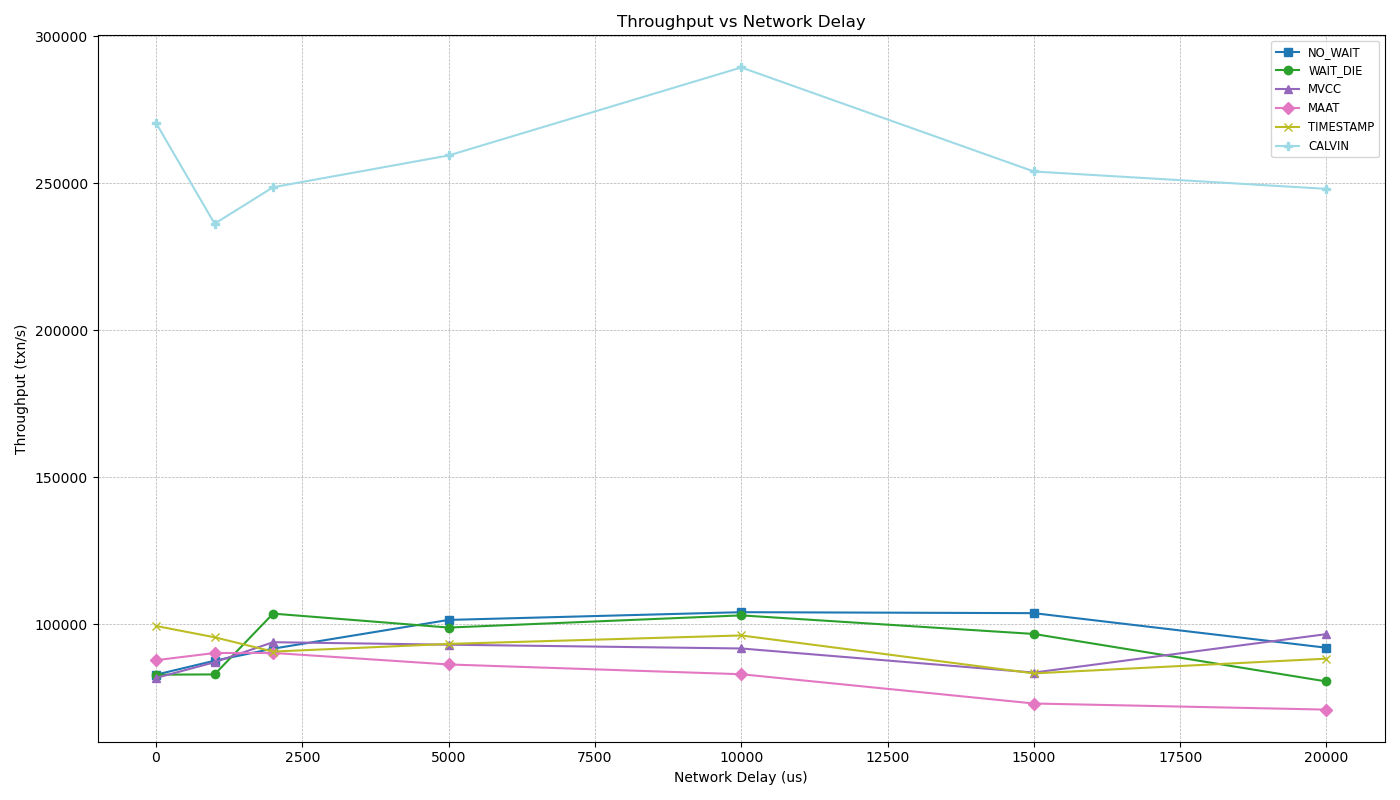 Throughput vs Network Delay
300000
250000
200000
150000
100000
Throughput (txn/s)
NO_WAIT
WAIT_DIE
MVCC
MAAT
TIMESTAMP
CALVIN
0 2500 5000 7500 10000 12500 15000 17500 20000
Network Delay (us)